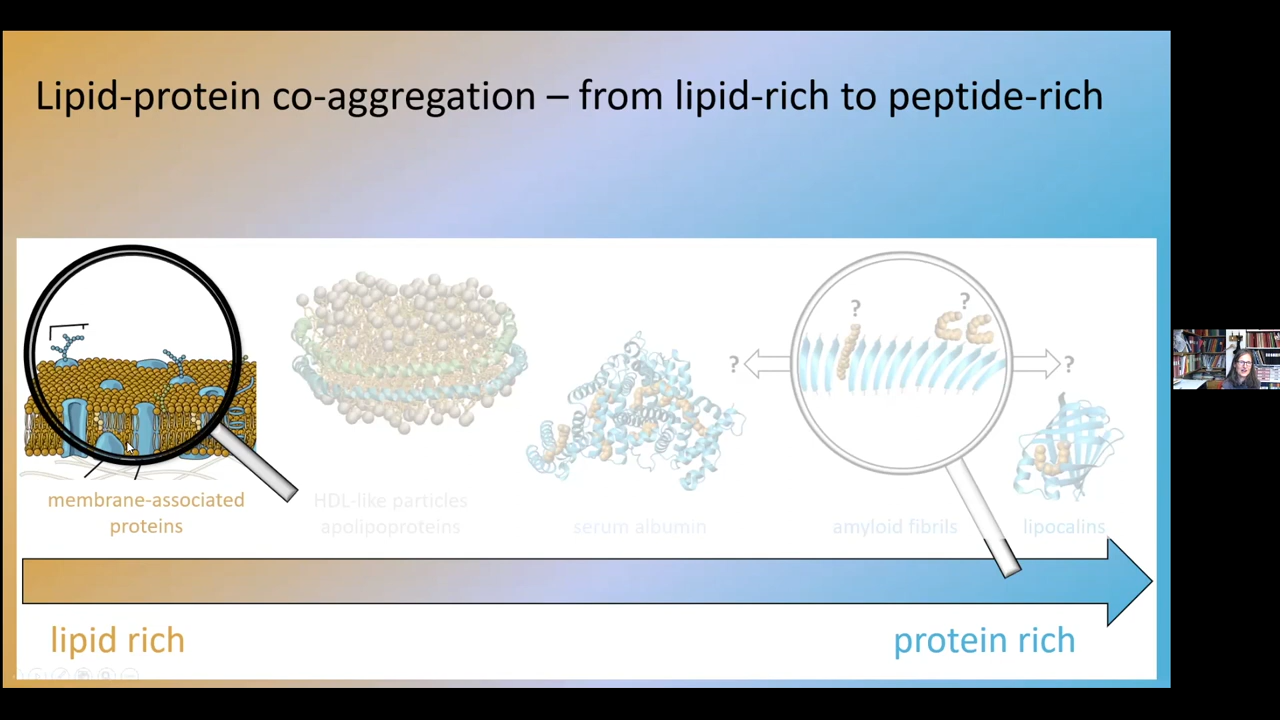 Lipid-protein co-aggregation – from lipid-rich to peptide-rich
?
?
?
?
membrane-associated
proteins
HDL-like particles
apolipoproteins
serum albumin
amyloid fibrils
lipocalins
lipid rich
protein rich